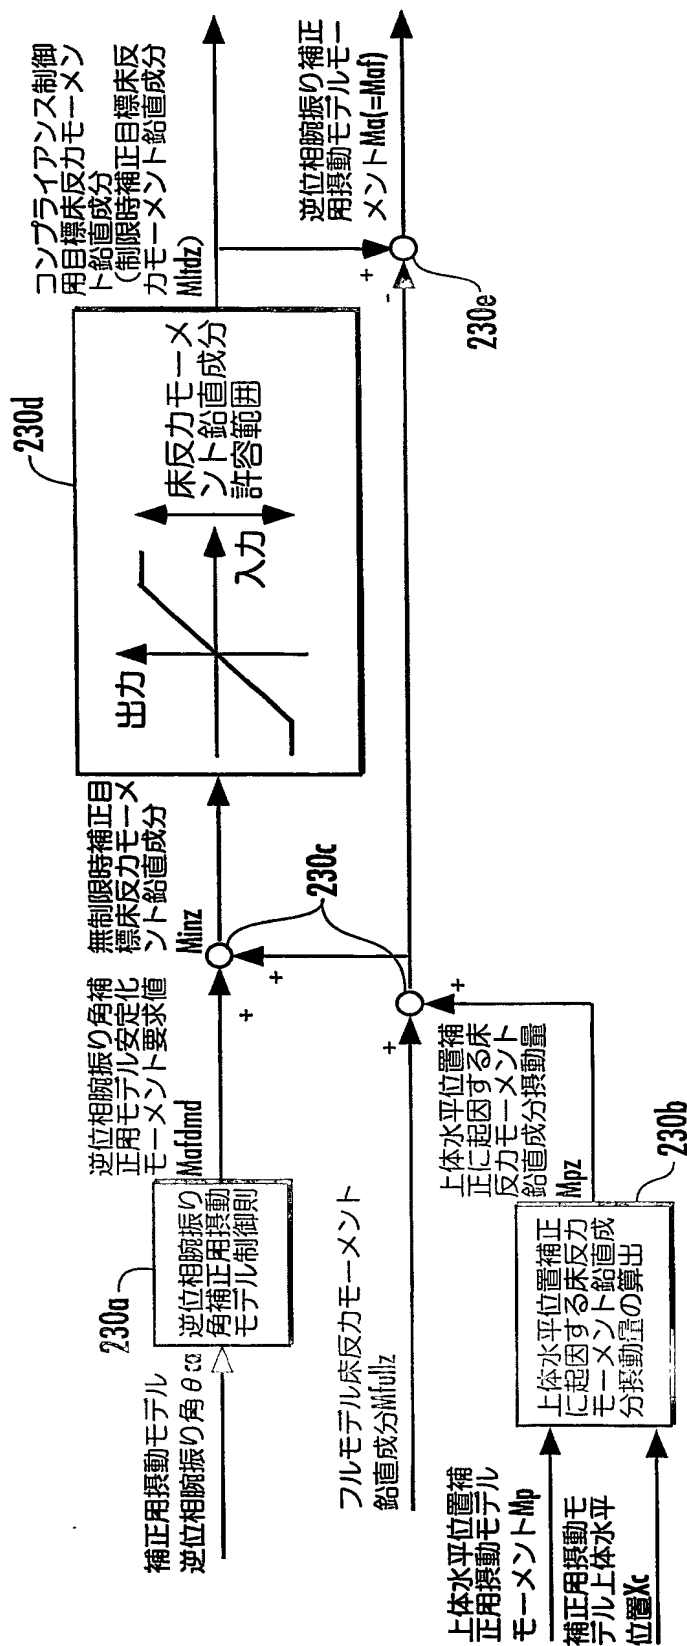 補正用摂動モデル
逆位相腕振り角θca
230a
逆位相腕振り
角補正用摂動
モデル制御則
逆位相腕振り角補
正用モデル安定化
モーメント要求値
Mafdmd
+
+
無制限時補正目
標床反力モーメ
ント鉛直成分
Minz
230c
230d
出力
入力
床反力モーメ
ント鉛直成分
許容範囲
コンプライアンス制御
用目標床反力モーメン
ト鉛直成分
(制限時補正目標床反
力モーメント鉛直成分
Mltdz)
フルモデル床反力モーメント
鉛直成分Mfullz
+
+
上体水平位置補
正用摂動モデル
モーメントMp
補正用摂動モ
デル上体水平
位置Xc
上体水平位置補正
に起因する床反力
モーメント鉛直成
分摂動量の算出
230b
上体水平位置補
正に起因する床
反力モーメント
鉛直成分摂動量
Mpz
+
-
230e
逆位相腕振り補正
用摂動モデルモー
メントMa(=Maf)